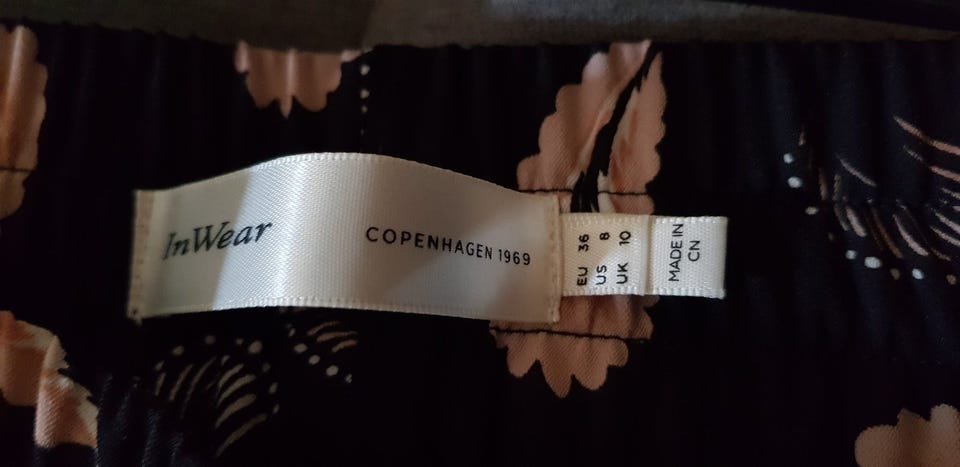 InWear
COPENHAGEN 1969
EU 36
US 8
UK 10
MADE IN
CN